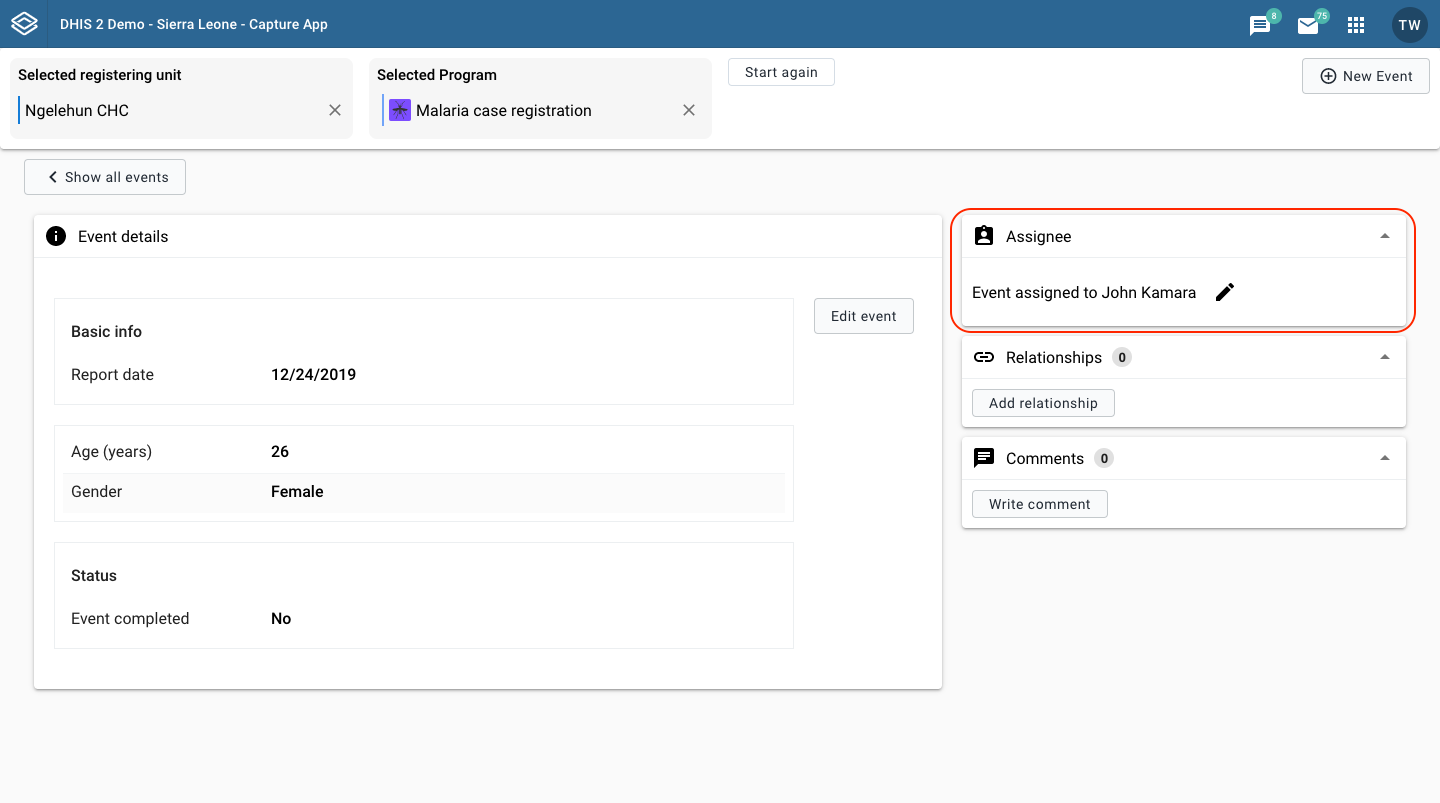 DHIS 2 Demo - Sierra Leone - Capture App
8
75
TW
Selected registering unit
Ngelehun CHC
Selected Program
Malaria case registration
Start again
New Event
Show all events
Event details
Basic info
Report date 12/24/2019
Edit event
Age (years) 26
Gender Female
Status
Event completed No
Assignee
Event assigned to John Kamara
Relationships 0
Add relationship
Comments 0
Write comment